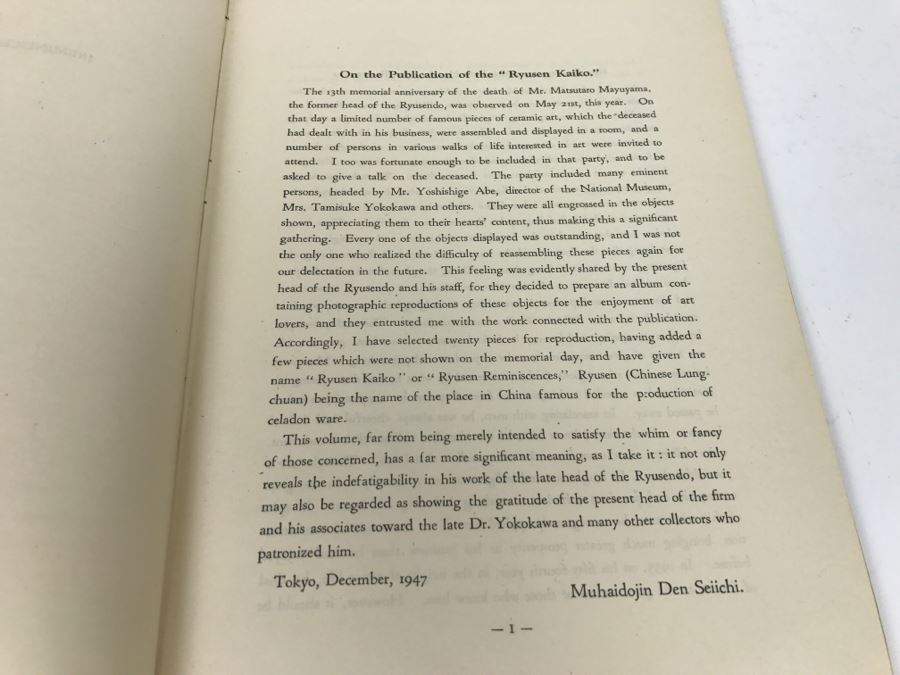 On the Publication of the "Ryusen Kaiko."
The 13th memorial anniversary of the death of Mr. Matsutaro Mayuyama,
the former head of the Ryusendo, was observed on May 21st, this year. On
that day a limited number of famous pieces of ceramic art, which the deceased
had dealt with in his business, were assembled and displayed in a room, and a
number of persons in various walks of life interested in art were invited to
attend. I too was fortunate enough to be included in that party, and to be
asked to give a talk on the deceased. The party included many eminent
persons, headed by Mr. Yoshishige Abe, director of the National Museum,
Mrs. Tamisuke Yokokawa and others. They were all engrossed in the objects
shown, appreciating them to their hearts' content, thus making this a significant
gathering. Every one of the objects displayed was outstanding, and I was not
the only one who realized the difficulty of reassembling these pieces again for
our delectation in the future. This feeling was evidently shared by the present
head of the Ryusendo and his staff, for they decided to prepare an album con-
taining photographic reproductions of these objects for the enjoyment of art
lovers, and they entrusted me with the work connected with the publication.
Accordingly, I have selected twenty pieces for reproduction, having added a
few pieces which were not shown on the memorial day, and have given the
name "Ryusen Kaiko" or "Ryusen Reminiscences," Ryusen (Chinese Lung-
chuan) being the name of the place in China famous for the production of
celadon ware.
This volume, far from being merely intended to satisfy the whim or fancy
of those concerned, has a far more significant meaning, as I take it : it not only
reveals the indefatigability in his work of the late head of the Ryusendo, but it
may also be regarded as showing the gratitude of the present head of the firm
and his associates toward the late Dr. Yokokawa and many other collectors who
patronized him.
Tokyo, December, 1947
Muhaidojin Den Seiichi.
— 1 —